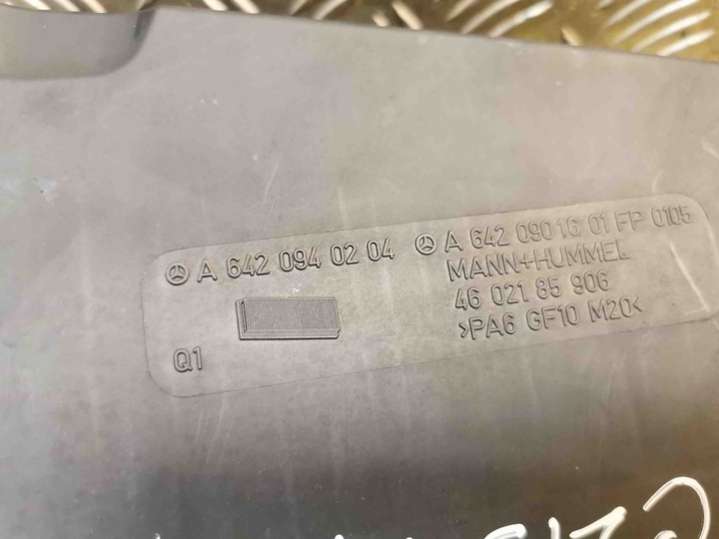 A 642 094 02 04
A 642 090 16 01 FP 0105
MANN+HUMMEL
46 021 85 906
>PA6 GF10 M20<
Q1